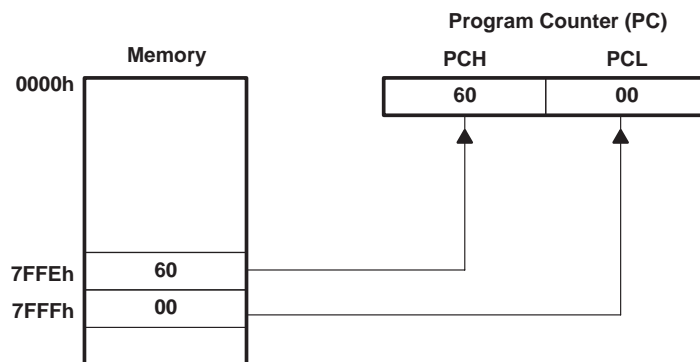 Program Counter (PC)
Memory
PCH PCL
0000h
60 00
7FFEh 60
7FFFh 00